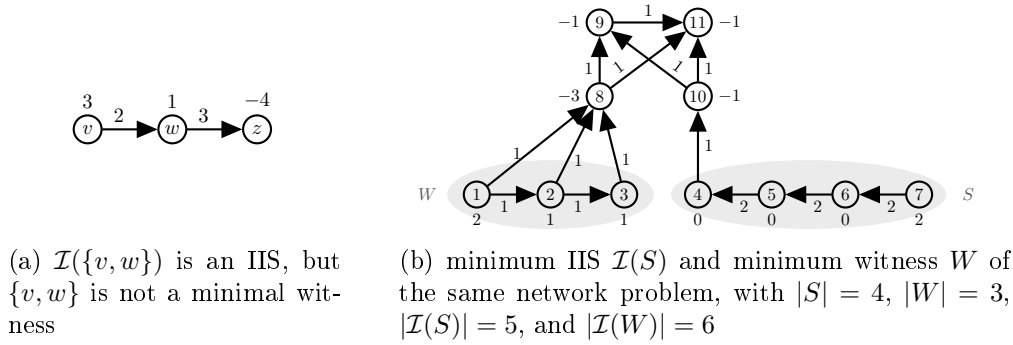 3 1 −4
v 2 w 3 z
−1 9 1 11 −1
1 1 1 1
−3 8 10 −1
1 1 1 1
W 1 1 2 1 3 4 2 5 2 6 2 7 S
2 1 1 0 0 0 2
(a) I({v, w}) is an IIS, but
{v, w} is not a minimal wit-
ness
(b) minimum IIS I(S) and minimum witness W of
the same network problem, with |S| = 4, |W| = 3,
|I(S)| = 5, and |I(W)| = 6